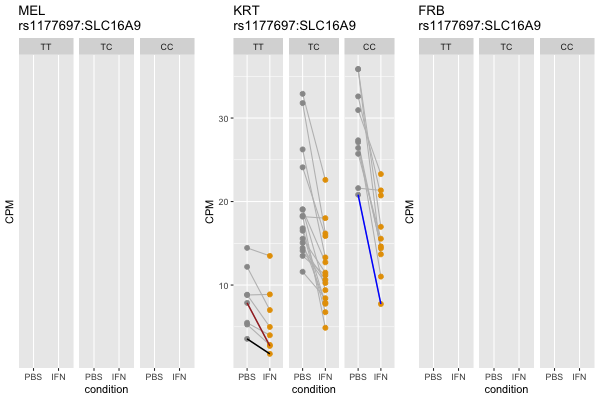 MEL
rs1177697:SLC16A9
TT TC CC
CPM
PBS IFN PBS IFN PBS IFN
condition
KRT
rs1177697:SLC16A9
TT TC CC
CPM
30
20
10
PBS IFN PBS IFN PBS IFN
condition
FRB
rs1177697:SLC16A9
TT TC CC
CPM
PBS IFN PBS IFN PBS IFN
condition